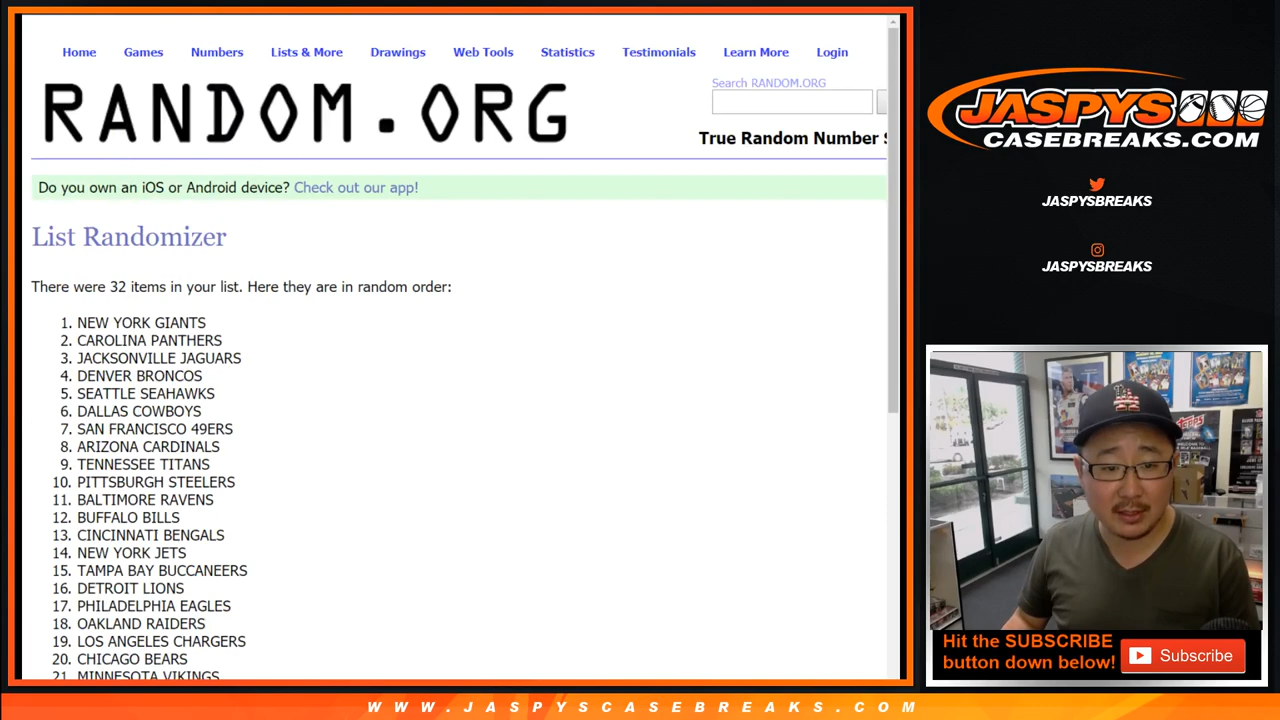 Home Games Numbers Lists & More Drawings Web Tools Statistics Testimonials Learn More Login
RANDOM.ORG
Search RANDOM.ORG
True Random Number S
Do you own an iOS or Android device? Check out our app!
List Randomizer
There were 32 items in your list. Here they are in random order:
1. NEW YORK GIANTS
2. CAROLINA PANTHERS
3. JACKSONVILLE JAGUARS
4. DENVER BRONCOS
5. SEATTLE SEAHAWKS
6. DALLAS COWBOYS
7. SAN FRANCISCO 49ERS
8. ARIZONA CARDINALS
9. TENNESSEE TITANS
10. PITTSBURGH STEELERS
11. BALTIMORE RAVENS
12. BUFFALO BILLS
13. CINCINNATI BENGALS
14. NEW YORK JETS
15. TAMPA BAY BUCCANEERS
16. DETROIT LIONS
17. PHILADELPHIA EAGLES
18. OAKLAND RAIDERS
19. LOS ANGELES CHARGERS
20. CHICAGO BEARS
21. MINNESOTA VIKINGS
JASPYS
CASEBREAKS.COM
JASPYSBREAKS
JASPYSBREAKS
TOPPS
Hit the SUBSCRIBE
button down below!
Subscribe
WWW.JASPYSCASEBREAKS.COM